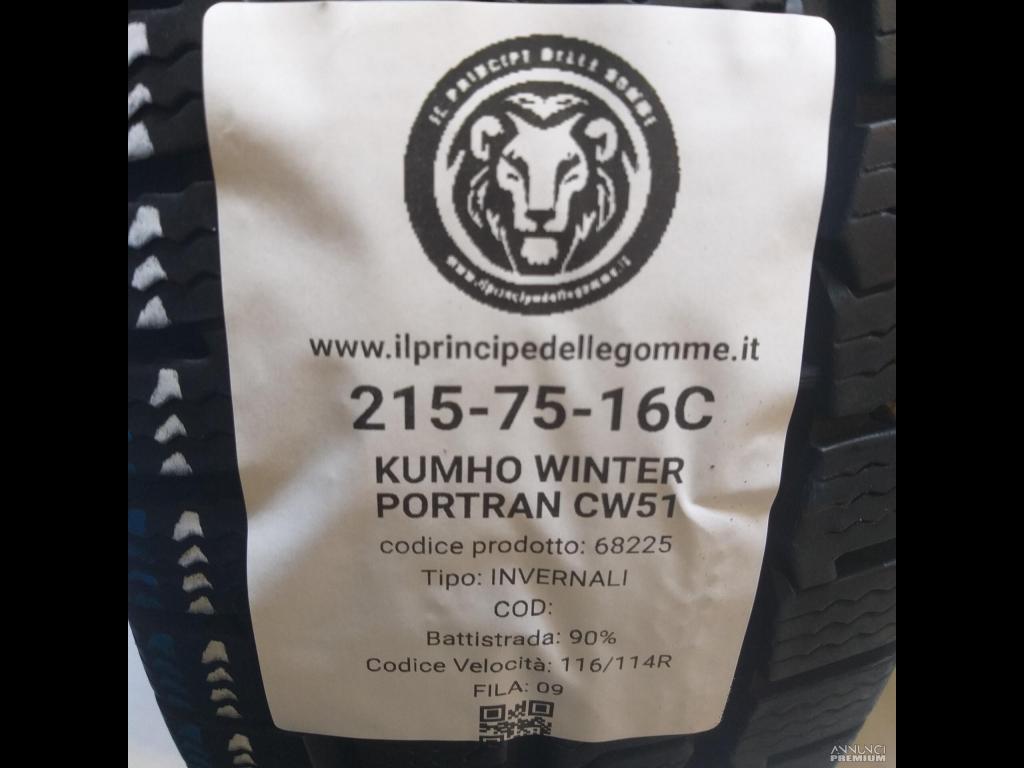 IL PRINCIPE DELLE GOMME
www.ilprincipedellegomme.it
www.ilprincipedellegomme.it
215-75-16C
KUMHO WINTER
PORTRAN CW51
codice prodotto: 68225
Tipo: INVERNALI
COD:
Battistrada: 90%
Codice Velocità: 116/114R
FILA: 09
ANNUNCI
PREMIUM